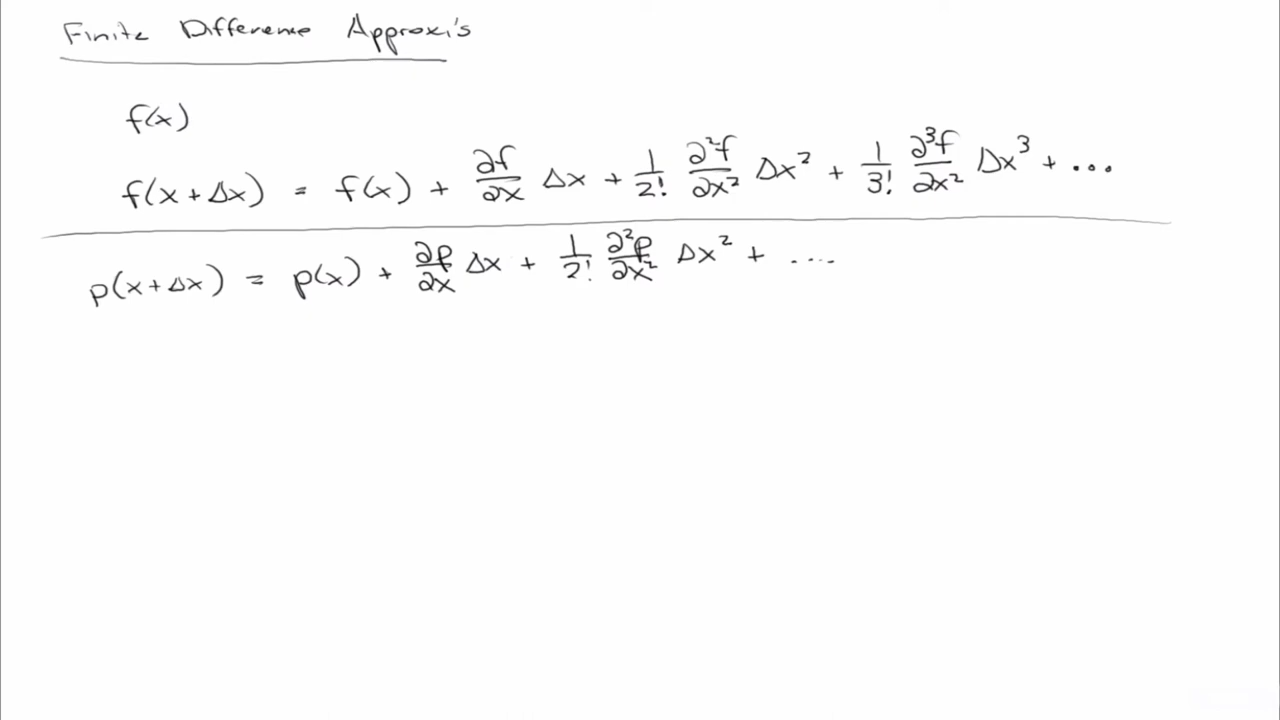 Finite Difference Approxi's
f(x)
f(x+Δx) = f(x) + ∂f/∂x Δx + 1/2! ∂²f/∂x² Δx² + 1/3! ∂³f/∂x² Δx³ + ...
p(x+Δx) = p(x) + ∂p/∂x Δx + 1/2! ∂²p/∂x² Δx² + ....